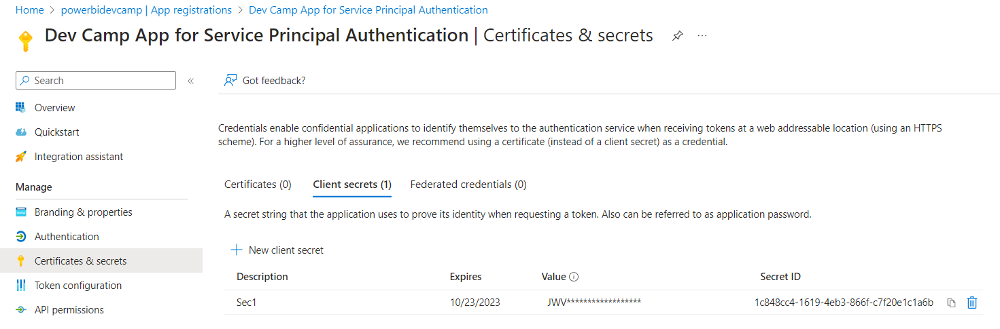 Home > powerbidevcamp | App registrations > Dev Camp App for Service Principal Authentication
Dev Camp App for Service Principal Authentication | Certificates & secrets
Search
Got feedback?
Overview
Quickstart
Integration assistant
Manage
Branding & properties
Authentication
Certificates & secrets
Token configuration
API permissions
Credentials enable confidential applications to identify themselves to the authentication service when receiving tokens at a web addressable location (using an HTTPS
scheme). For a higher level of assurance, we recommend using a certificate (instead of a client secret) as a credential.
Certificates (0) Client secrets (1) Federated credentials (0)
A secret string that the application uses to prove its identity when requesting a token. Also can be referred to as application password.
New client secret
Description Expires Value Secret ID
Sec1 10/23/2023 JWV****************** 1c848cc4-1619-4eb3-866f-c7f20e1c1a6b